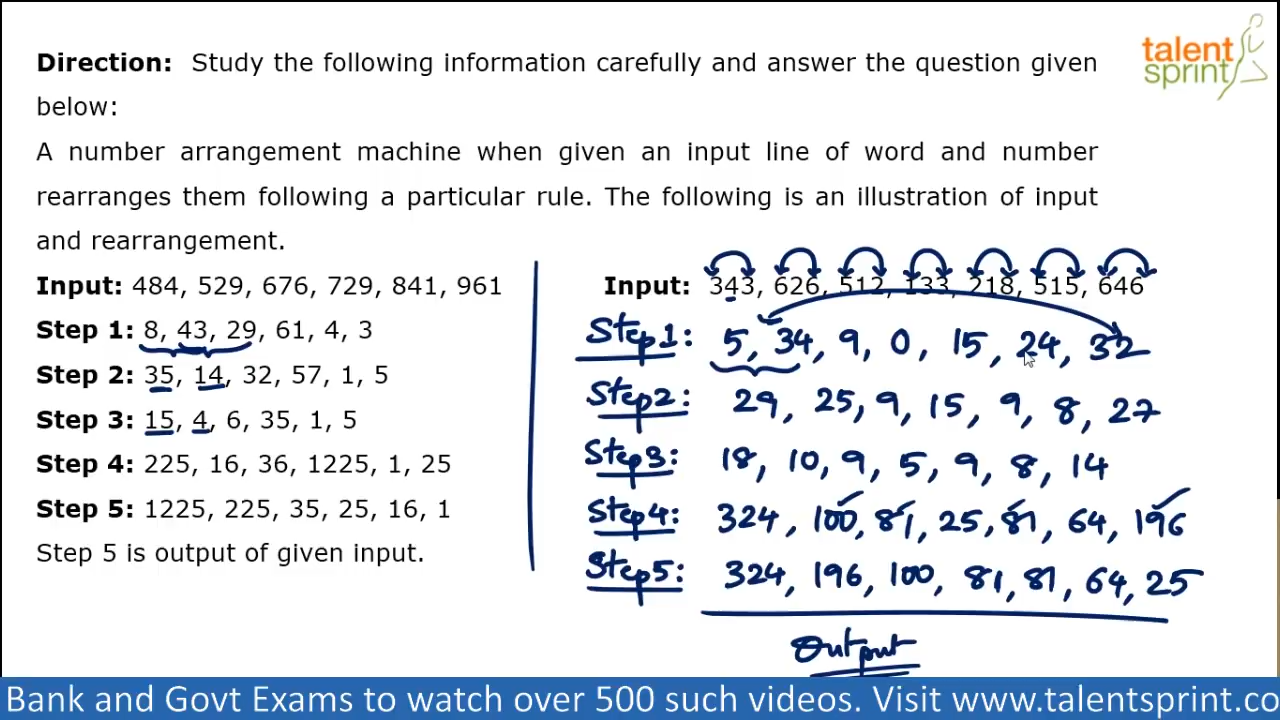 talent
sprint
Direction: Study the following information carefully and answer the question given
below:
A number arrangement machine when given an input line of word and number
rearranges them following a particular rule. The following is an illustration of input
and rearrangement.
Input: 484, 529, 676, 729, 841, 961
Step 1: 8, 43, 29, 61, 4, 3
Step 2: 35, 14, 32, 57, 1, 5
Step 3: 15, 4, 6, 35, 1, 5
Step 4: 225, 16, 36, 1225, 1, 25
Step 5: 1225, 225, 35, 25, 16, 1
Step 5 is output of given input.
Input: 343, 626, 512, 133, 218, 515, 646
Step1: 5, 34, 9, 0, 15, 24, 32
Step2: 29, 25, 9, 15, 9, 8, 27
Step3: 18, 10, 9, 5, 9, 8, 14
Step4: 324, 100, 81, 25, 81, 64, 196
Step5: 324, 196, 100, 81, 81, 64, 25
Output
Bank and Govt Exams to watch over 500 such videos. Visit www.talentsprint.co